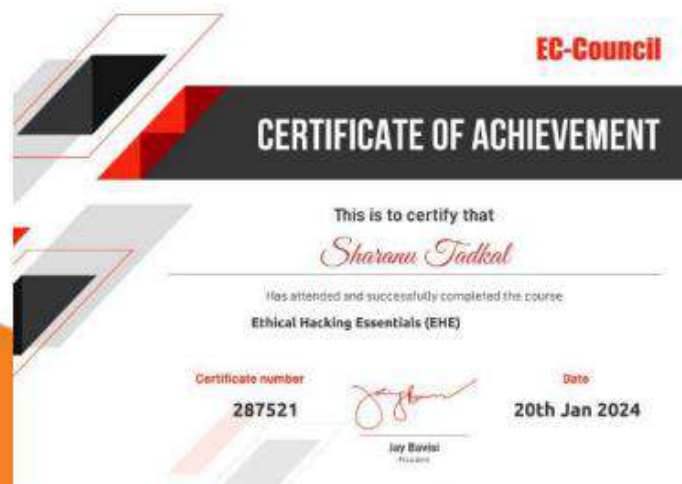 EC-Council
CERTIFICATE OF ACHIEVEMENT
This is to certify that
Sharanu Tadkal
Has attended and successfully completed the course
Ethical Hacking Essentials (EHE)
Certificate number
287521
Date
20th Jan 2024
Jay Bavisi
President